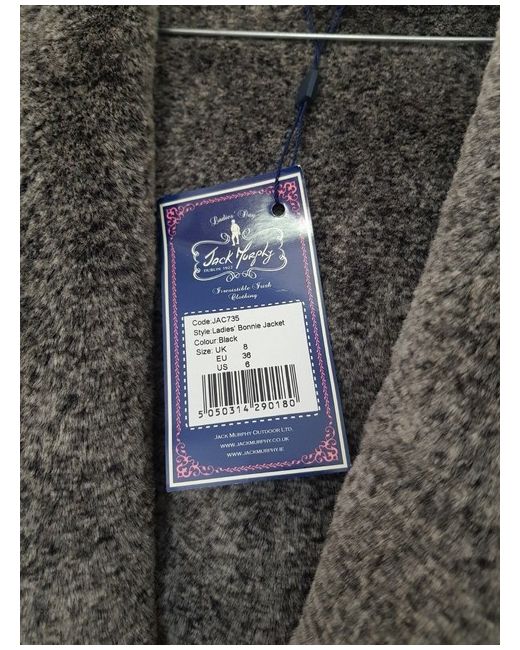 Ladies' Day
Jack Murphy
DUBLIN 1923
Irresistible Irish
Clothing
Code:JAC735
Style:Ladies' Bonnie Jacket
Colour:Black
Size: UK 8
EU 36
US 6
5 050314 290180
JACK MURPHY OUTDOOR LTD.
WWW.JACKMURPHY.CO.UK
WWW.JACKMURPHY.IE